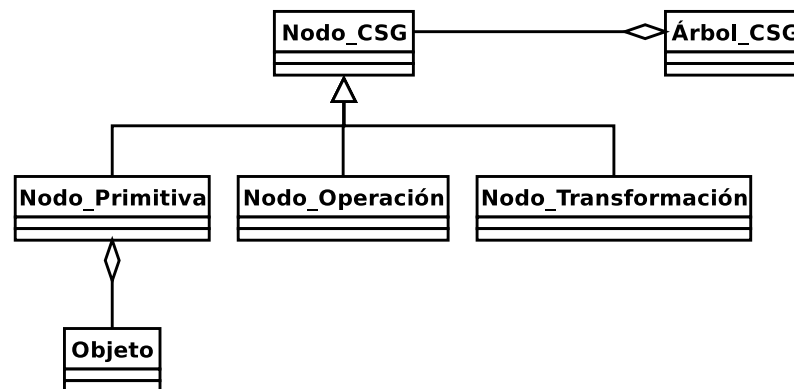 Nodo_CSG
Árbol_CSG
Nodo_Primitiva
Nodo_Operación
Nodo_Transformación
Objeto